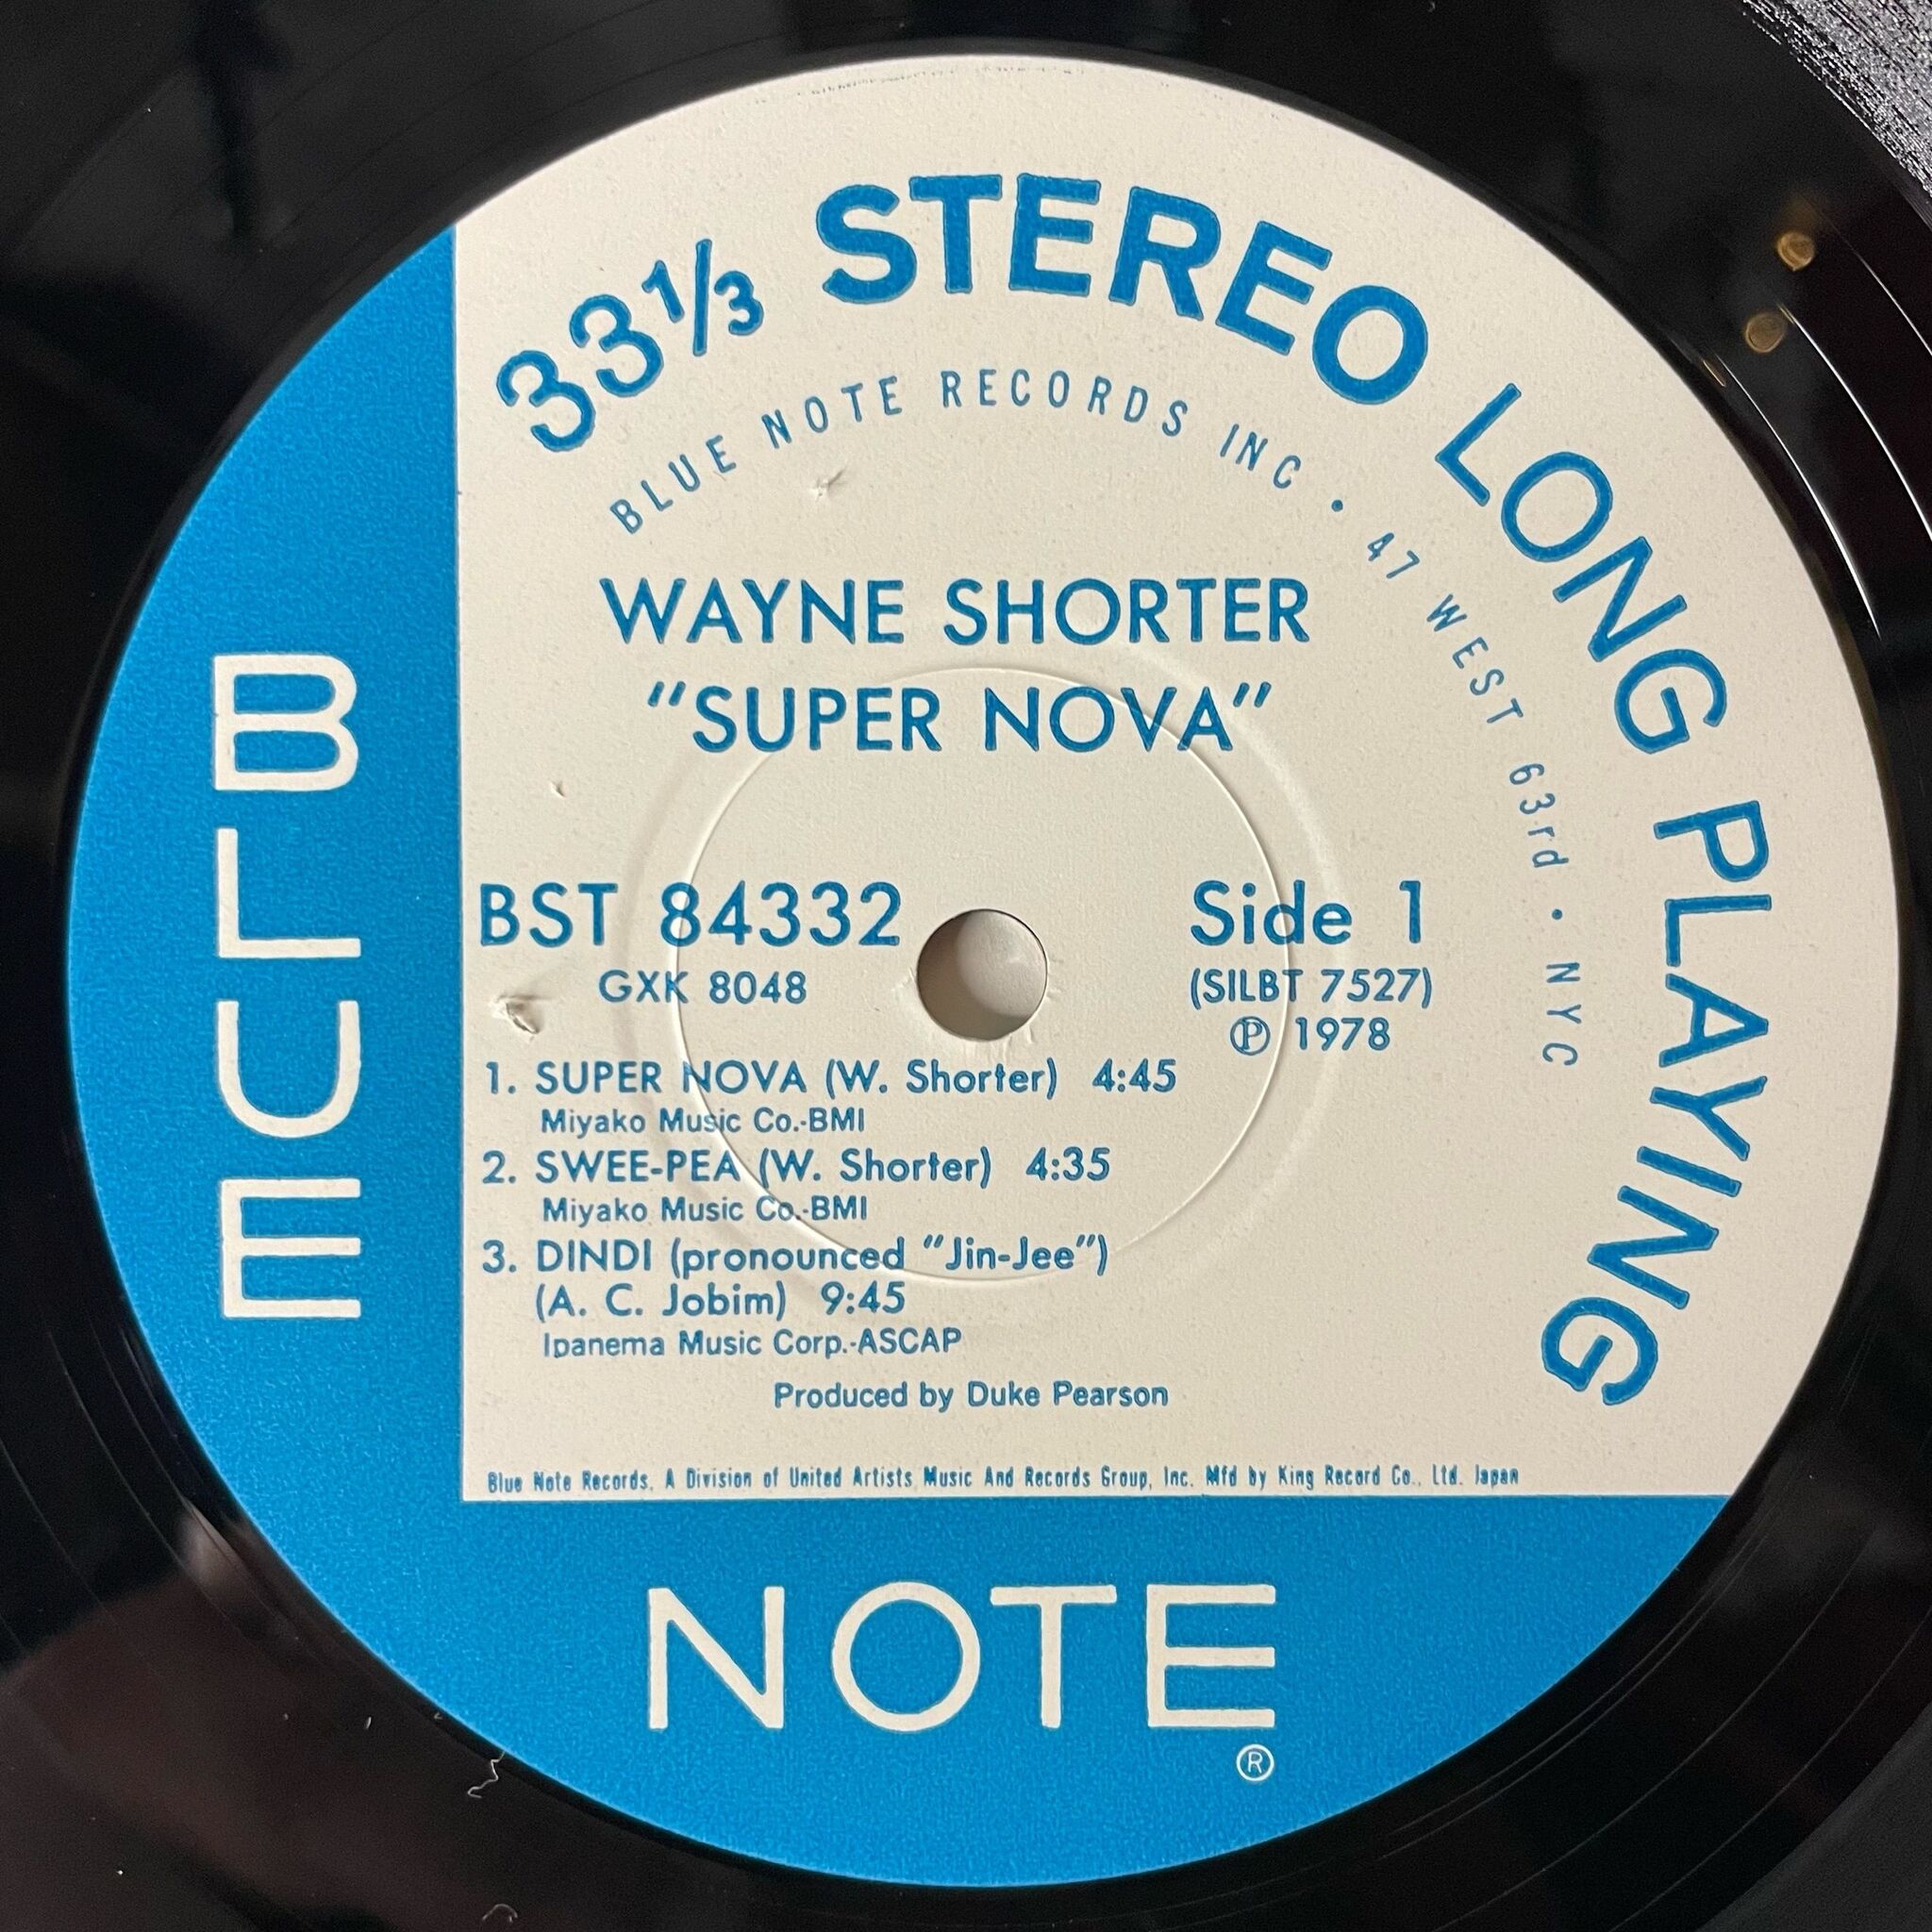 33⅓ STEREO LONG PLAYING
BLUE NOTE RECORDS INC • 47 WEST 63rd • NYC
WAYNE SHORTER
"SUPER NOVA"
BST 84332
GXK 8048
Side 1
(SILBT 7527)
℗ 1978
1. SUPER NOVA (W. Shorter) 4:45
Miyako Music Co.-BMI
2. SWEE-PEA (W. Shorter) 4:35
Miyako Music Co.-BMI
3. DINDI (pronounced "Jin-Jee")
(A. C. Jobim) 9:45
Ipanema Music Corp.-ASCAP
Produced by Duke Pearson
Blue Note Records, A Division of United Artists Music And Records Group, Inc. Mfd by King Record Co., Ltd. Japan
BLUE
NOTE
®